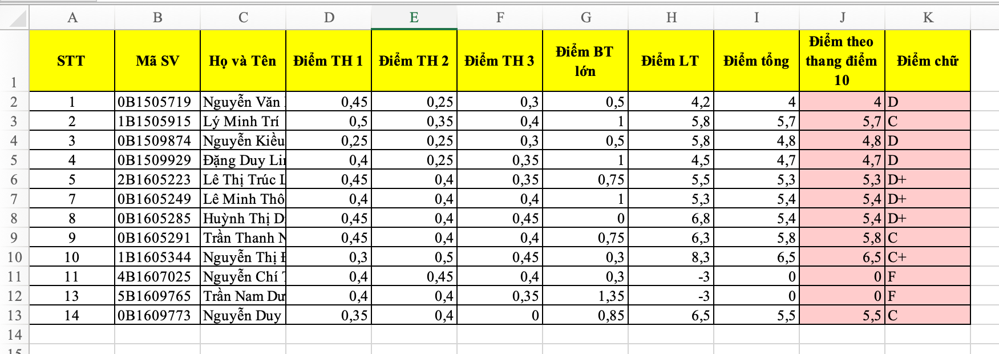 A B C D E F G H I J K
1 STT Mã SV Họ và Tên Điểm TH 1 Điểm TH 2 Điểm TH 3 Điểm BT lớn Điểm LT Điểm tổng Điểm theo thang điểm 10 Điểm chữ
2 1 0B1505719 Nguyễn Văn 0,45 0,25 0,3 0,5 4,2 4 4 D
3 2 1B1505915 Lý Minh Trí 0,5 0,35 0,4 1 5,8 5,7 5,7 C
4 3 0B1509874 Nguyễn Kiều 0,25 0,25 0,3 0,5 5,8 4,8 4,8 D
5 4 0B1509929 Đặng Duy 0,4 0,25 0,35 1 4,5 4,7 4,7 D
6 5 2B1605223 Lê Thị Trúc 0,45 0,4 0,35 0,75 5,5 5,3 5,3 D+
7 7 0B1605249 Lê Minh 0,4 0,4 0,4 1 5,3 5,4 5,4 D+
8 8 0B1605285 Huỳnh Thị 0,45 0,4 0,45 0 6,8 5,4 5,4 D+
9 9 0B1605291 Trần Thanh 0,45 0,4 0,4 0,75 6,3 5,8 5,8 C
10 10 1B1605344 Nguyễn Thị 0,3 0,5 0,45 0,3 8,3 6,5 6,5 C+
11 11 4B1607025 Nguyễn Chí 0,4 0,45 0,4 0,3 -3 0 0 F
12 13 5B1609765 Trần Nam 0,4 0,4 0,35 1,35 -3 0 0 F
13 14 0B1609773 Nguyễn Duy 0,35 0,4 0 0,85 6,5 5,5 5,5 C
14